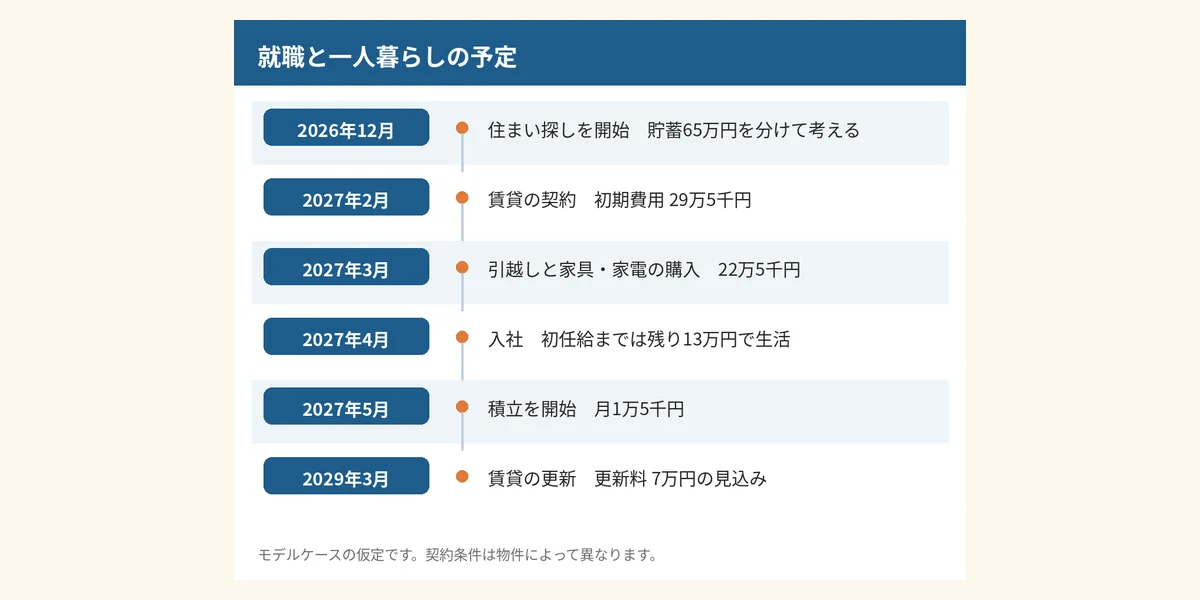 就職と一人暮らしの予定
2026年12月
住まい探しを開始　貯蓄65万円を分けて考える
2027年2月
賃貸の契約　初期費用 29万5千円
2027年3月
引越しと家具・家電の購入　22万5千円
2027年4月
入社　初任給までは残り13万円で生活
2027年5月
積立を開始　月1万5千円
2029年3月
賃貸の更新　更新料 7万円の見込み
モデルケースの仮定です。契約条件は物件によって異なります。